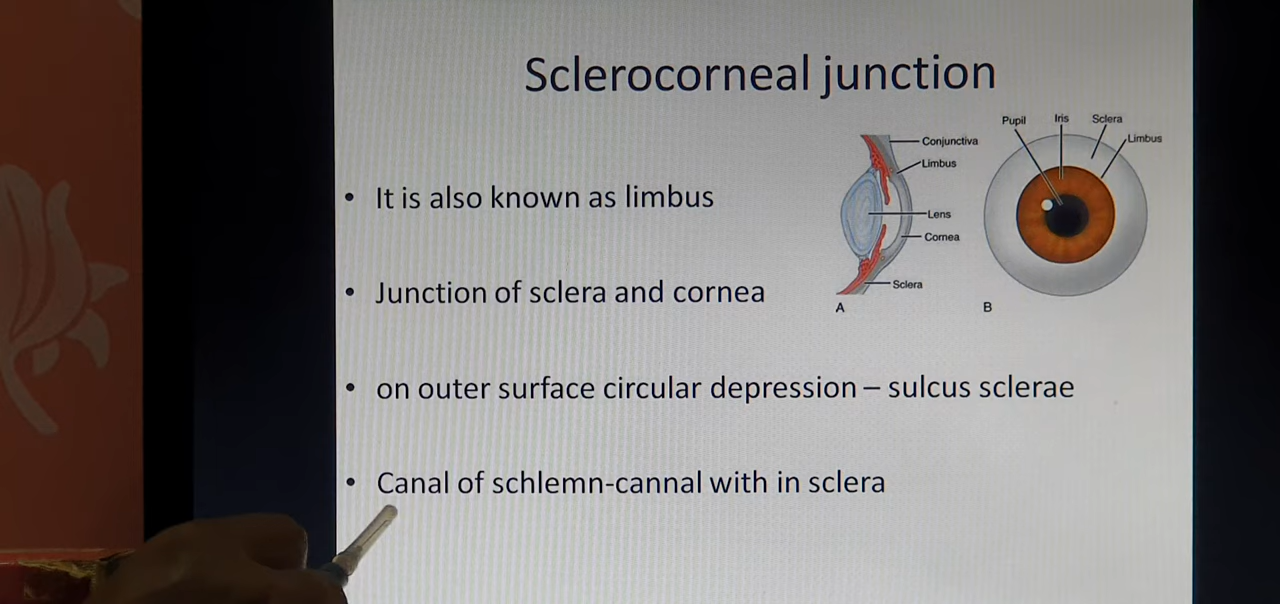 Sclerocorneal junction
Pupil
Iris
Sclera
Limbus
Conjunctiva
Limbus
Lens
Cornea
Sclera
A
B
• It is also known as limbus
• Junction of sclera and cornea
• on outer surface circular depression – sulcus sclerae
• Canal of schlemn-cannal with in sclera